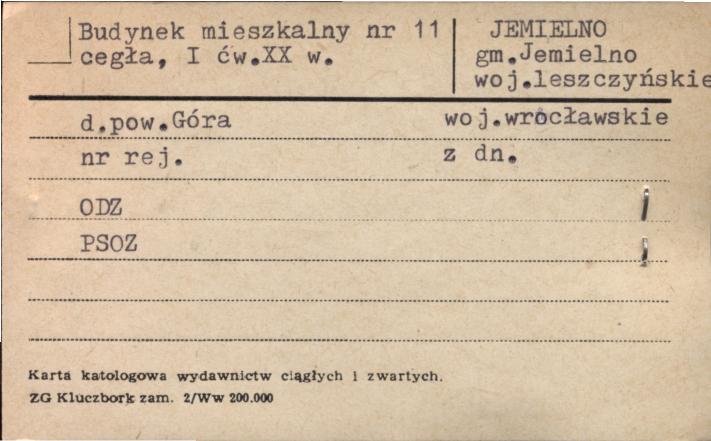 Budynek mieszkalny nr 11
cegła, I ćw.XX w.
JEMIELNO
gm.Jemielno
woj.leszczyńskie
d.pow.Góra woj.wrocławskie
nr rej. z dn.
ODZ
PSOZ
Karta katologowa wydawnictw ciągłych i zwartych.
ZG Kluczbork zam. 2/Ww 200.000